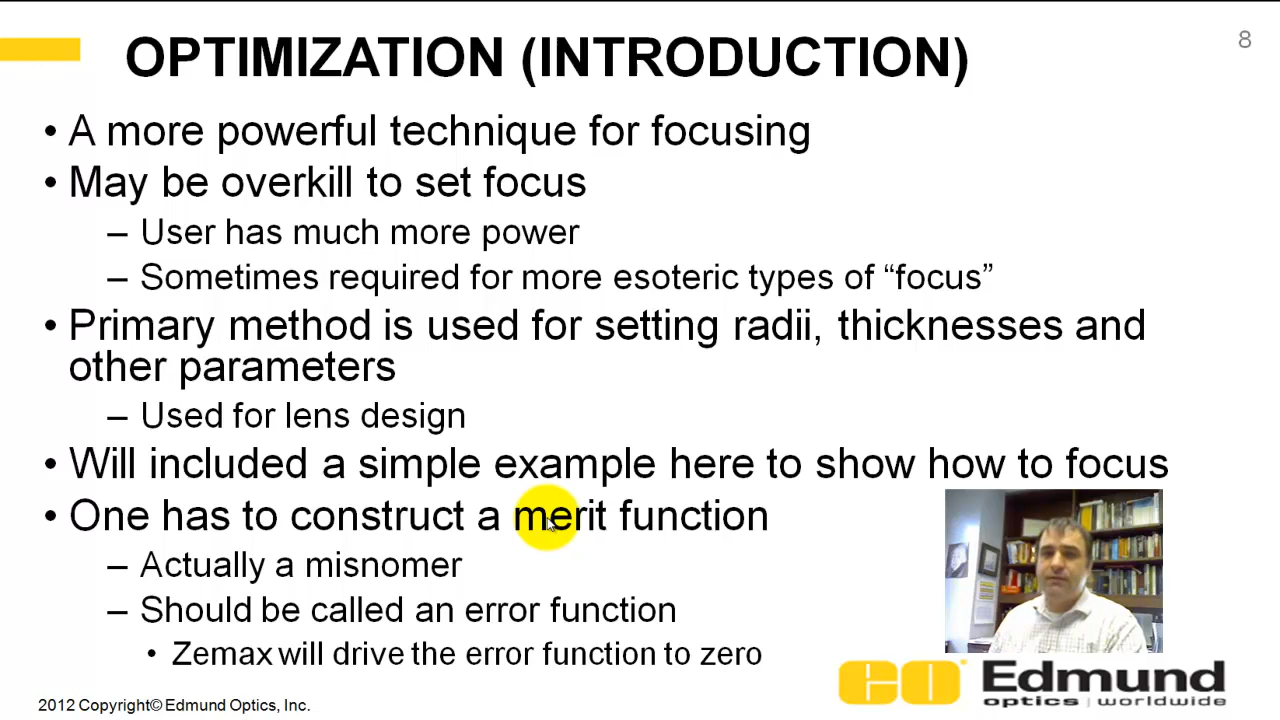 OPTIMIZATION (INTRODUCTION)
8
• A more powerful technique for focusing
• May be overkill to set focus
– User has much more power
– Sometimes required for more esoteric types of “focus”
• Primary method is used for setting radii, thicknesses and
other parameters
– Used for lens design
• Will included a simple example here to show how to focus
• One has to construct a merit function
– Actually a misnomer
– Should be called an error function
• Zemax will drive the error function to zero
EO Edmund
optics | worldwide
2012 Copyright© Edmund Optics, Inc.